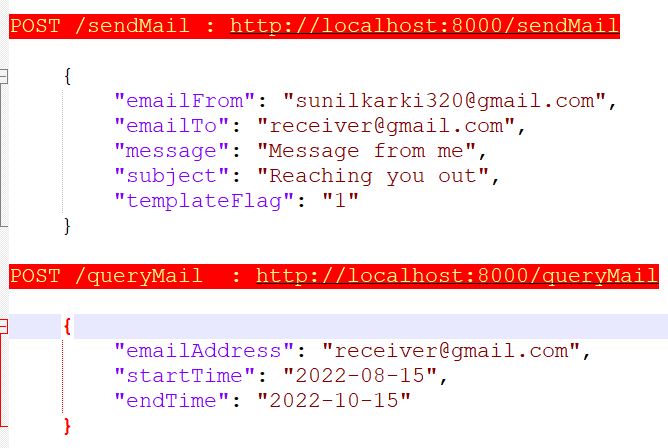 POST /sendMail : http://localhost:8000/sendMail
{
"emailFrom": "sunilkarki320@gmail.com",
"emailTo": "receiver@gmail.com",
"message": "Message from me",
"subject": "Reaching you out",
"templateFlag": "1"
}
POST /queryMail  : http://localhost:8000/queryMail
{
"emailAddress": "receiver@gmail.com",
"startTime": "2022-08-15",
"endTime": "2022-10-15"
}